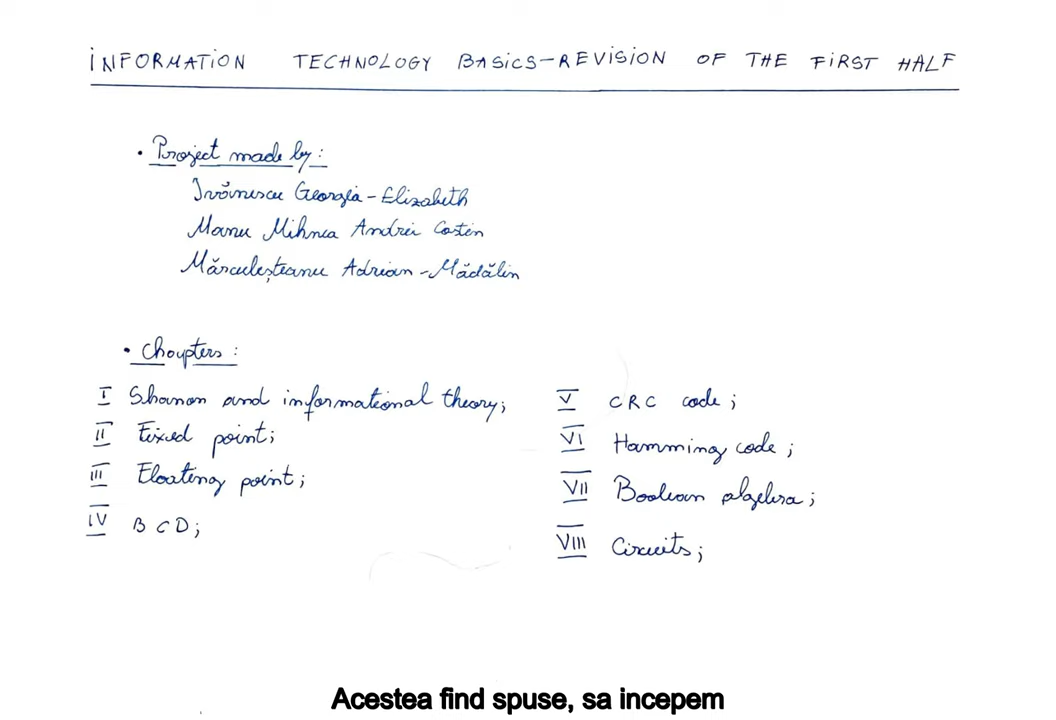 INFORMATION TECHNOLOGY BASICS-REVISION OF THE FIRST HALF
• Project made by:
Ivănescu Georgia-Elizabeth
Manu Mihnea Andrei Costin
Mărculeșteanu Adrian-Mădălin
• Chapters:
I Shanon and informational theory;
II Fixed point;
III Floating point;
IV BCD;
V CRC code;
VI Hamming code;
VII Boolean algebra;
VIII Circuits;
Acestea find spuse, sa incepem